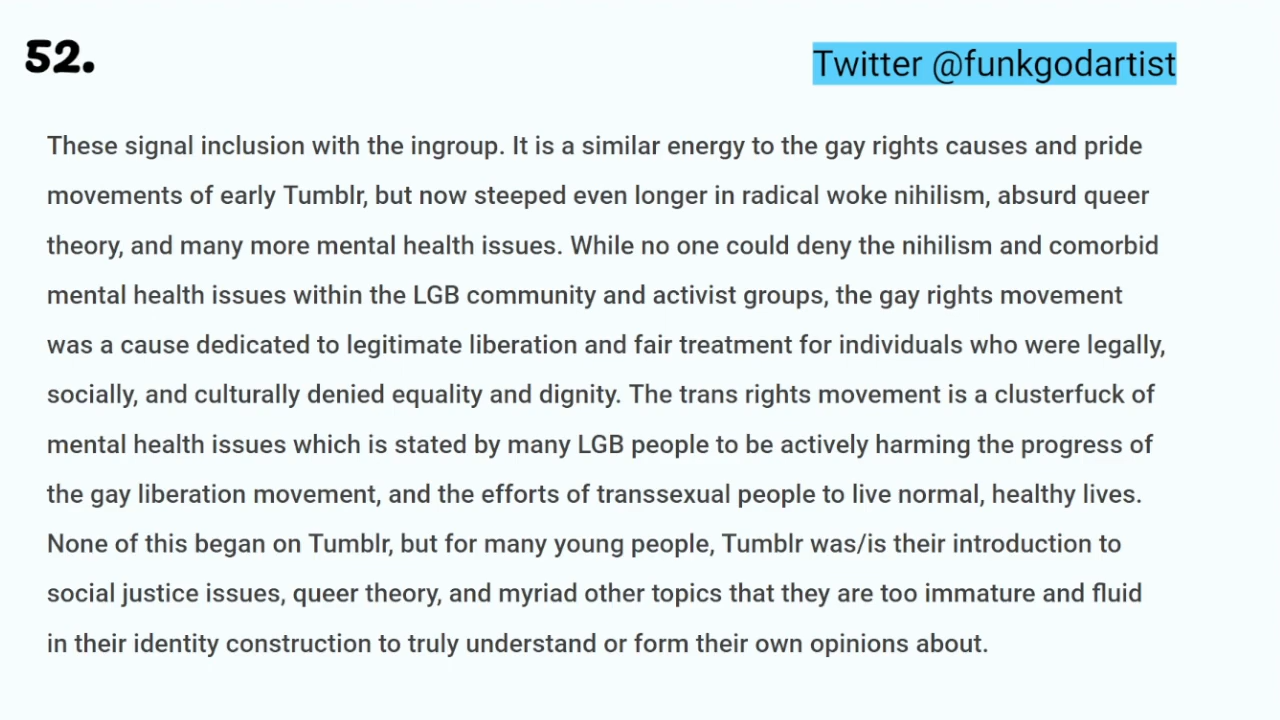 52.
Twitter @funkgodartist
These signal inclusion with the ingroup. It is a similar energy to the gay rights causes and pride
movements of early Tumblr, but now steeped even longer in radical woke nihilism, absurd queer
theory, and many more mental health issues. While no one could deny the nihilism and comorbid
mental health issues within the LGB community and activist groups, the gay rights movement
was a cause dedicated to legitimate liberation and fair treatment for individuals who were legally,
socially, and culturally denied equality and dignity. The trans rights movement is a clusterfuck of
mental health issues which is stated by many LGB people to be actively harming the progress of
the gay liberation movement, and the efforts of transsexual people to live normal, healthy lives.
None of this began on Tumblr, but for many young people, Tumblr was/is their introduction to
social justice issues, queer theory, and myriad other topics that they are too immature and fluid
in their identity construction to truly understand or form their own opinions about.